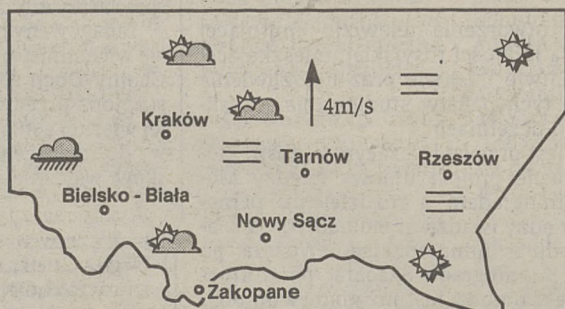 4m/s
Kraków
Tarnów
Rzeszów
Bielsko - Biała
Nowy Sącz
Zakopane